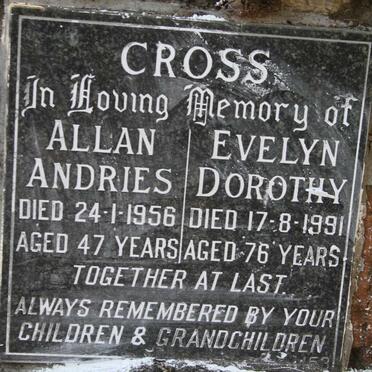 CROSS
In Loving Memory of
ALLAN
ANDRIES
DIED 24-1-1956
AGED 47 YEARS
EVELYN
DOROTHY
DIED 17-8-1991
AGED 76 YEARS
TOGETHER AT LAST
ALWAYS REMEMBERED BY YOUR
CHILDREN & GRANDCHILDREN